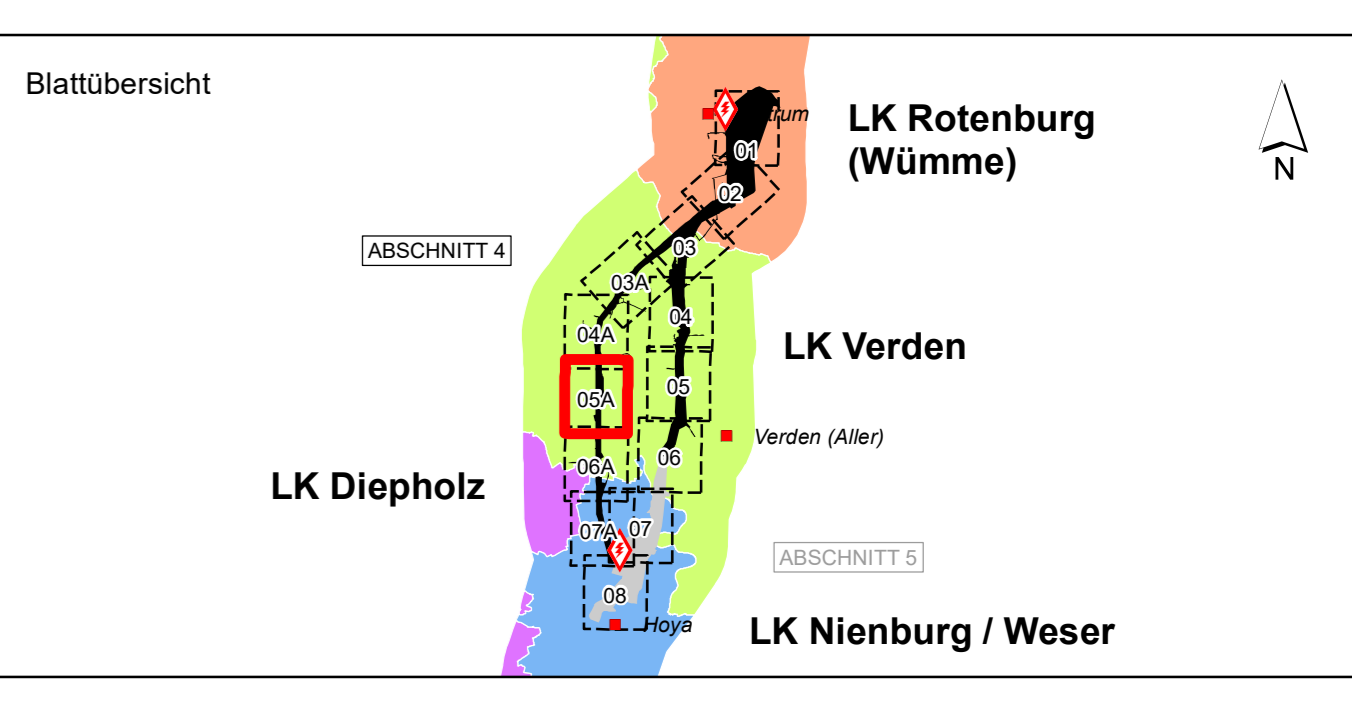 Blattübersicht
LK Rotenburg
(Wümme)
N
01
02
ABSCHNITT 4
03
03A
04
04A
LK Verden
05
05A
Verden (Aller)
06
06A
LK Diepholz
07A
07
ABSCHNITT 5
08
Hoya
LK Nienburg / Weser